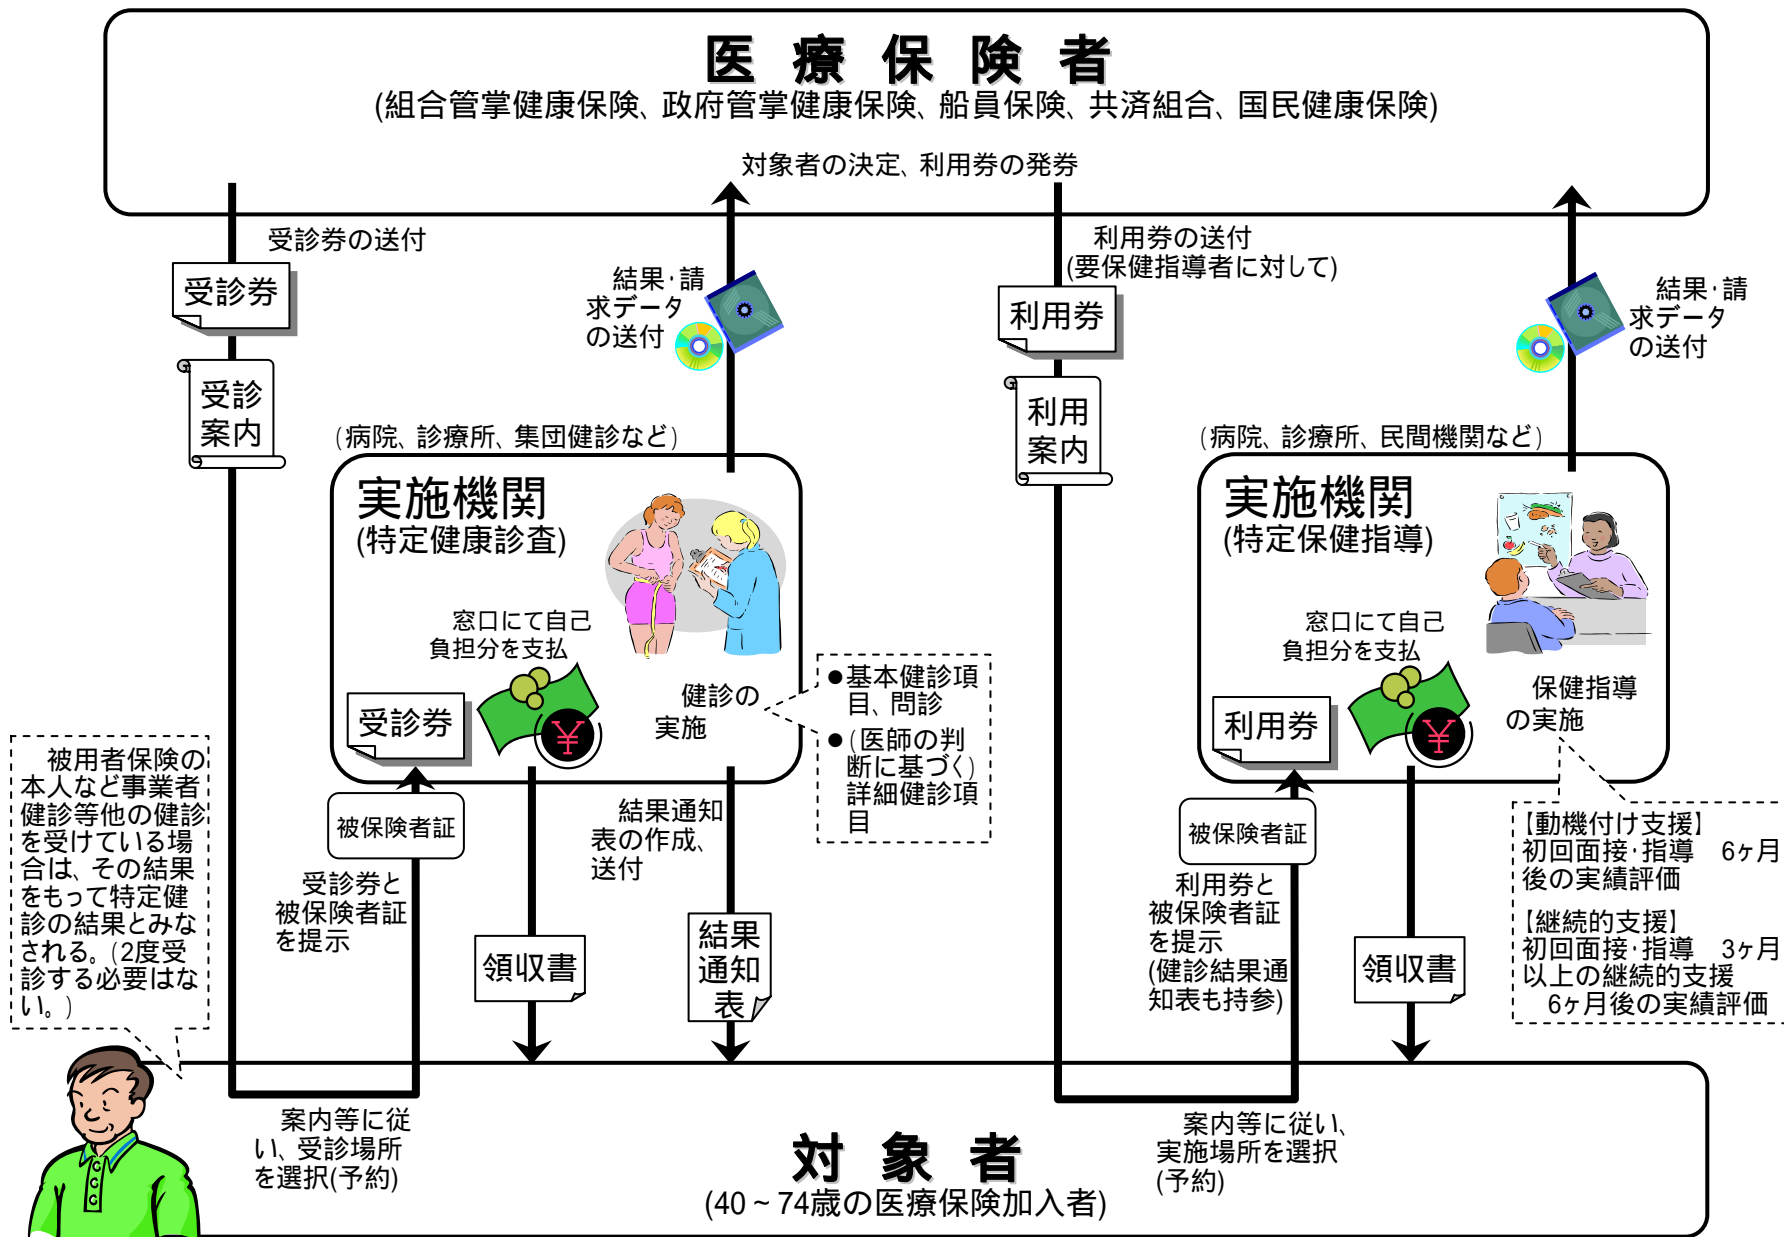 医療保険者
(組合管掌健康保険、政府管掌健康保険、船員保険、共済組合、国民健康保険)
対象者の決定、利用券の発券
受診券の送付
受診券
受診
案内
結果・請
求データ
の送付
利用券の送付
(要保健指導者に対して)
利用券
利用
案内
結果・請
求データ
の送付
(病院、診療所、集団健診など)
実施機関
(特定健康診査)
窓口にて自己
負担分を支払
受診券
¥
健診の
実施
●基本健診項
目、問診
●(医師の判
断に基づく)
詳細健診項
目
(病院、診療所、民間機関など)
実施機関
(特定保健指導)
窓口にて自己
負担分を支払
利用券
¥
保健指導
の実施
【動機付け支援】
初回面接・指導 6ヶ月
後の実績評価
【継続的支援】
初回面接・指導 3ヶ月
以上の継続的支援
6ヶ月後の実績評価
被用者保険の
本人など事業者
健診等他の健診
を受けている場
合は、その結果
をもって特定健
診の結果とみな
される。(2度受
診する必要はな
い。)
被保険者証
受診券と
被保険者証
を提示
領収書
結果通知
表の作成、
送付
結果
通知
表
被保険者証
利用券と
被保険者証
を提示
(健診結果通
知表も持参)
領収書
案内等に従
い、受診場所
を選択(予約)
案内等に従い、
実施場所を選択
(予約)
対象者
(40~74歳の医療保険加入者)